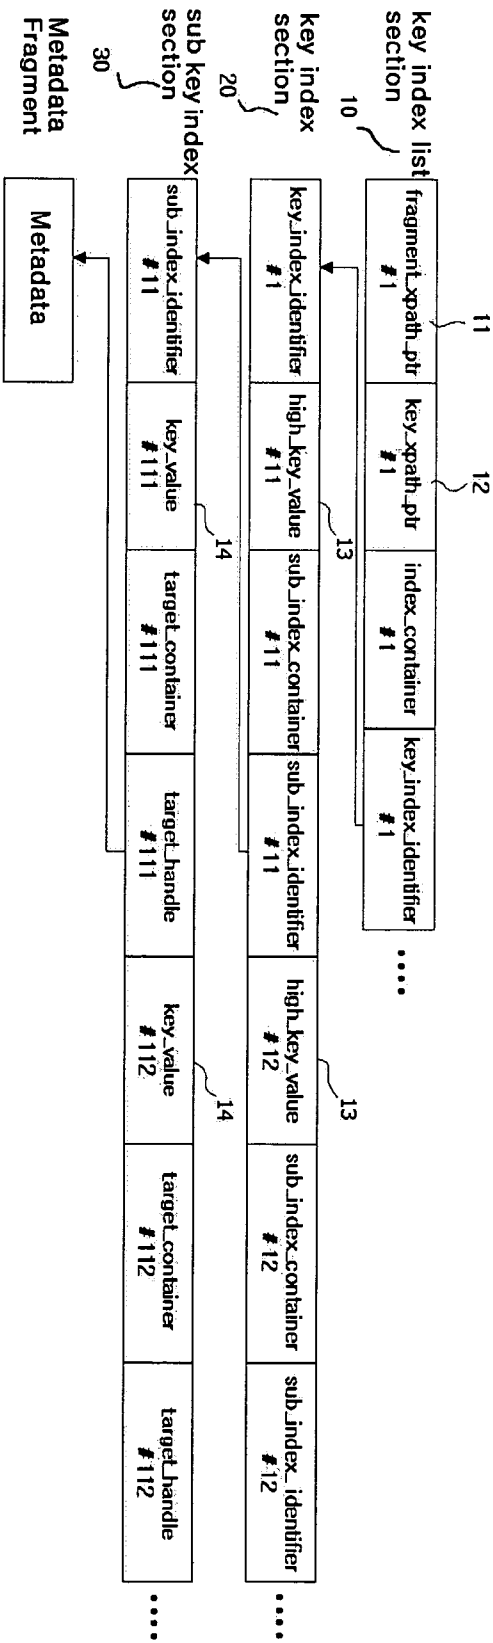 key index list
section
10
11
12
fragment_xpath_ptr
#1
key_xpath_ptr
#1
index_container
#1
key_index_identifier
#1
....
key index
section
20
13
13
key_index_identifier
#1
high_key_value
#11
sub_index_container
#11
sub_index_identifier
#11
high_key_value
#12
sub_index_container
#12
sub_index_identifier
#12
....
sub key index
section
30
14
14
sub_index_identifier
#11
key_value
#111
target_container
#111
target_handle
#111
key_value
#112
target_container
#112
target_handle
#112
....
Metadata
Fragment
Metadata